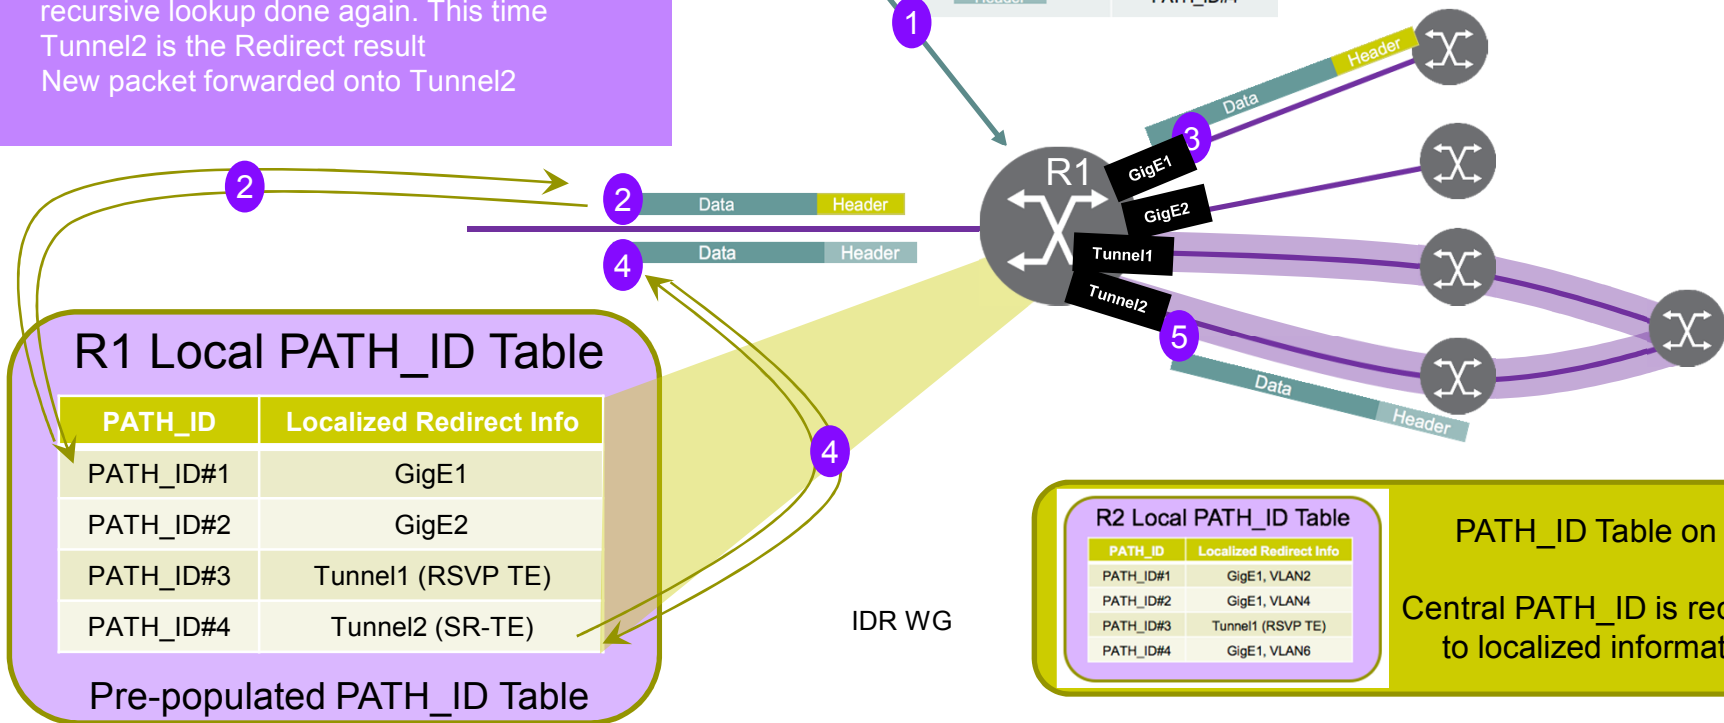 recursive lookup done again. This time
Tunnel2 is the Redirect result
New packet forwarded onto Tunnel2
1
Header
2
2
Data Header
4
Data Header
R1
GigE1
GigE2
Tunnel1
Tunnel2
3
Data Header
5
Data Header
4
R1 Local PATH_ID Table
PATH_ID Localized Redirect Info
PATH_ID#1 GigE1
PATH_ID#2 GigE2
PATH_ID#3 Tunnel1 (RSVP TE)
PATH_ID#4 Tunnel2 (SR-TE)
Pre-populated PATH_ID Table
IDR WG
R2 Local PATH_ID Table
PATH_ID Localized Redirect Info
PATH_ID#1 GigE1, VLAN2
PATH_ID#2 GigE1, VLAN4
PATH_ID#3 Tunnel1 (RSVP TE)
PATH_ID#4 GigE1, VLAN6
PATH_ID Table on
Central PATH_ID is
to localized